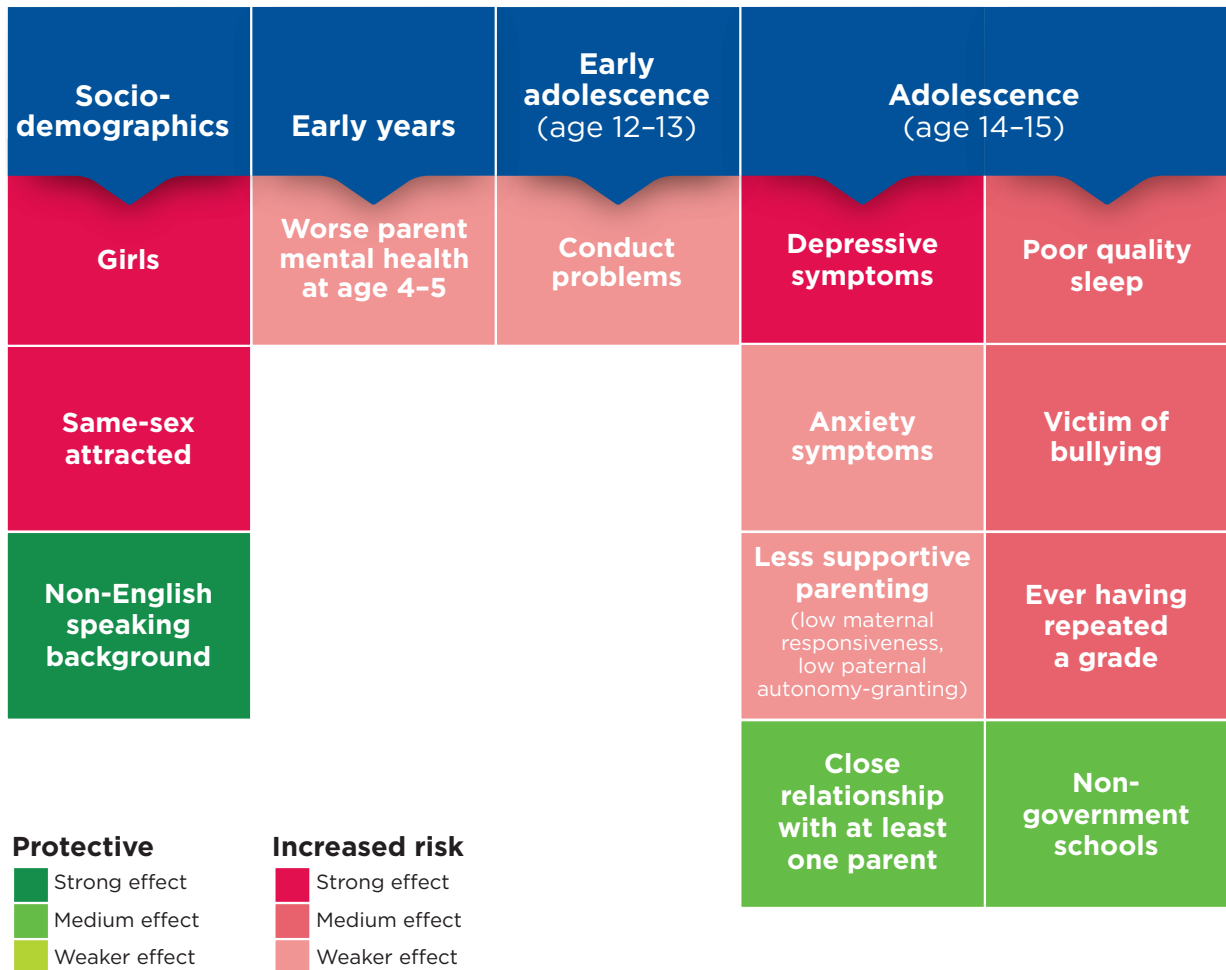 Socio-
demographics
Early years
Early
adolescence
(age 12–13)
Adolescence
(age 14–15)
Girls
Worse parent
mental health
at age 4–5
Conduct
problems
Depressive
symptoms
Poor quality
sleep
Same-sex
attracted
Anxiety
symptoms
Victim of
bullying
Non-English
speaking
background
Less supportive
parenting
(low maternal
responsiveness,
low paternal
autonomy-granting)
Ever having
repeated
a grade
Close
relationship
with at least
one parent
Non-
government
schools
Protective
Strong effect
Medium effect
Weaker effect
Increased risk
Strong effect
Medium effect
Weaker effect